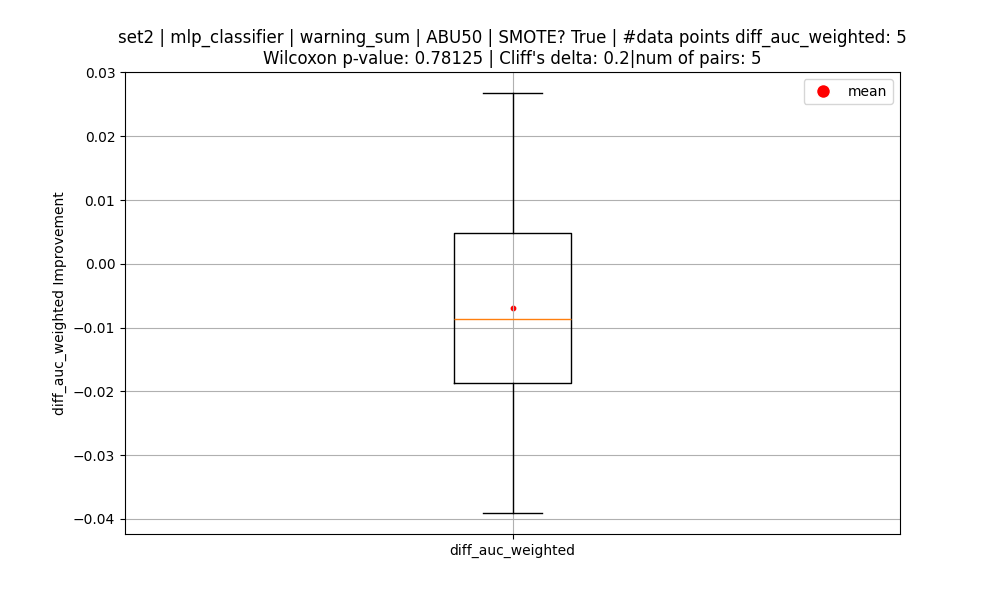 set2 | mlp_classifier | warning_sum | ABU50 | SMOTE? True | #data points diff_auc_weighted: 5
Wilcoxon p-value: 0.78125 | Cliff's delta: 0.2|num of pairs: 5
mean
0.03
0.02
0.01
0.00
−0.01
−0.02
−0.03
−0.04
diff_auc_weighted Improvement
diff_auc_weighted